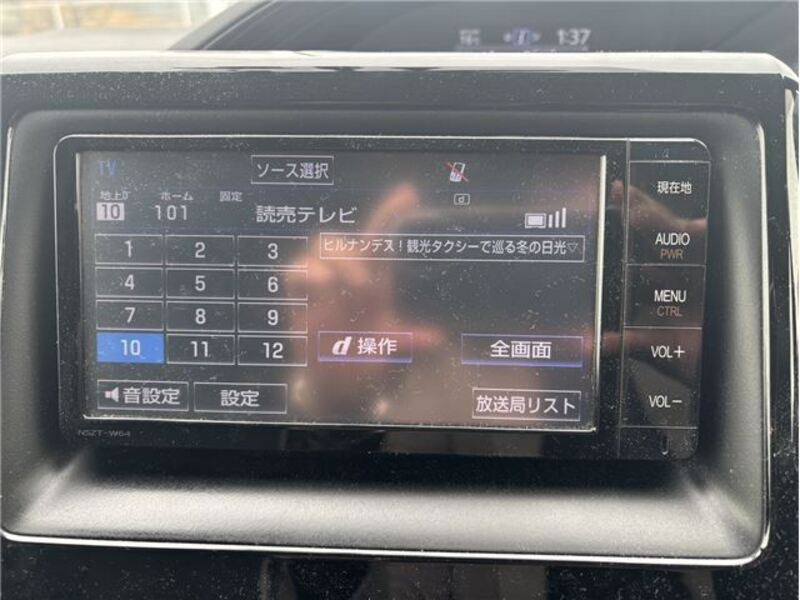 1:37
TV ソース選択
地上D ホーム 固定 d
10 101 読売テレビ
1 2 3 ヒルナンデス！観光タクシーで巡る冬の日光▽
4 5 6
7 8 9
10 11 12 d 操作 全画面
音設定 設定 放送局リスト
NSZT-W64
現在地
AUDIO
PWR
MENU
CTRL
VOL＋
VOL－